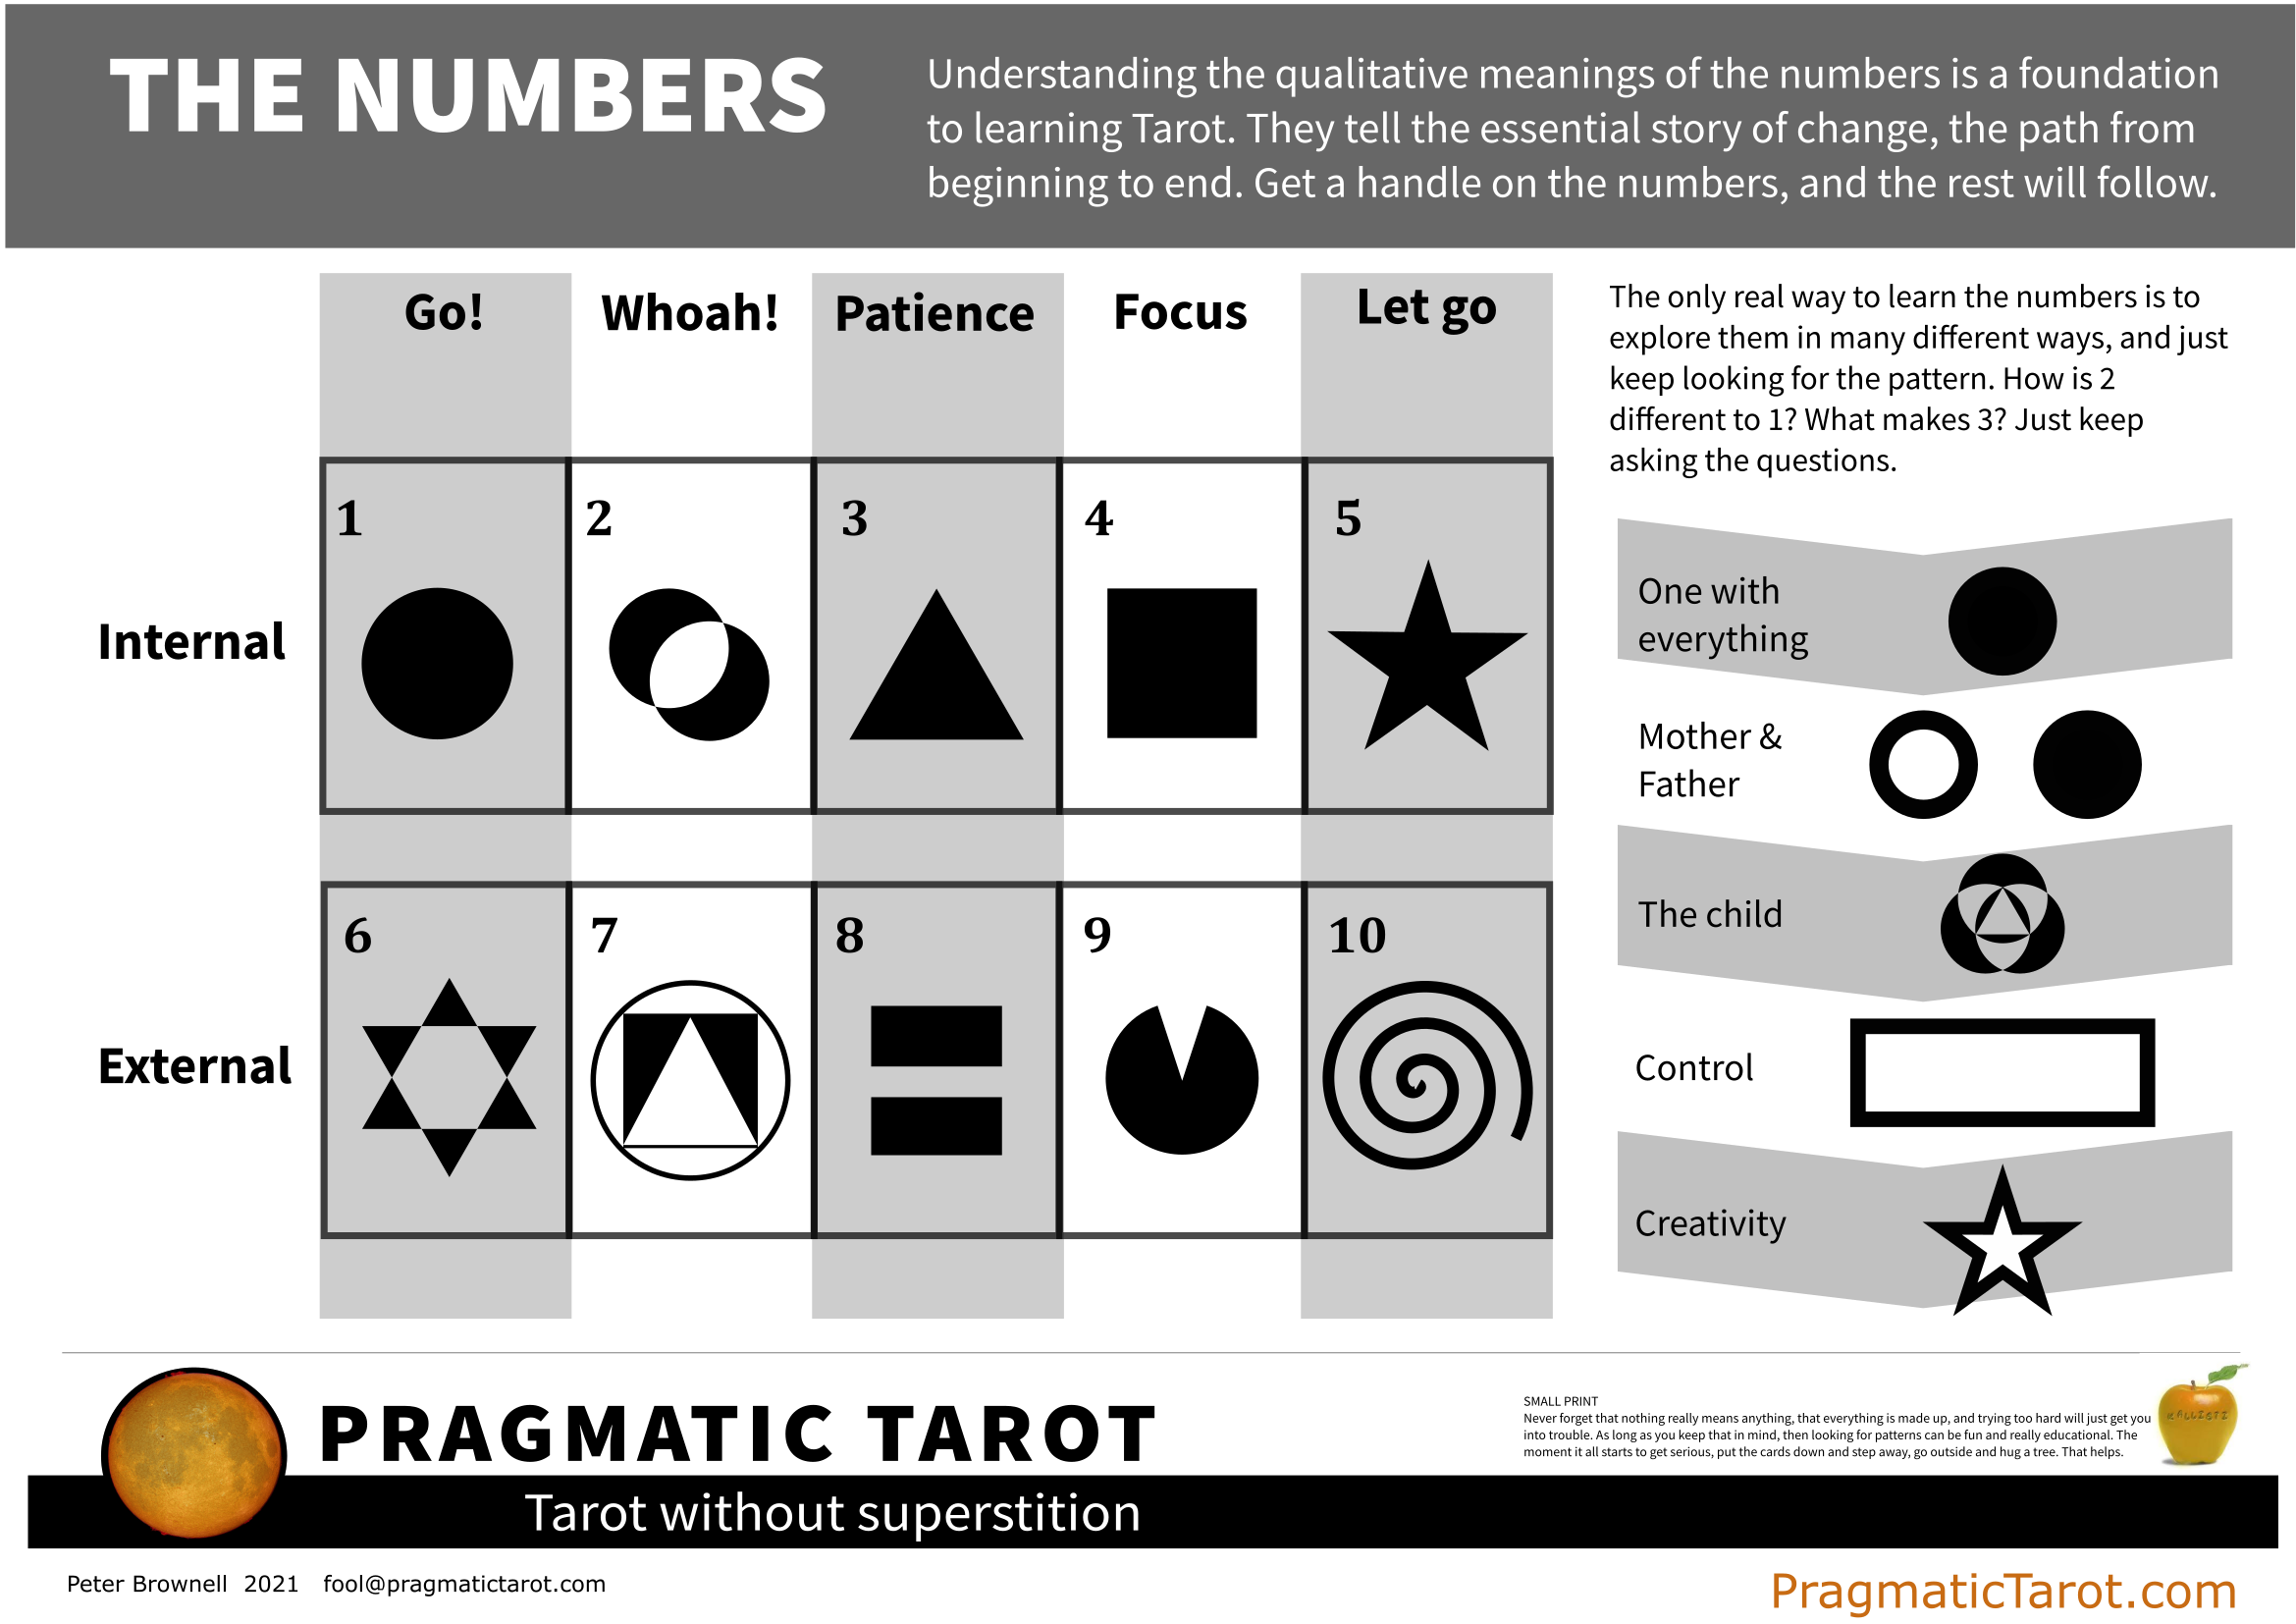 THE NUMBERS
Understanding the qualitative meanings of the numbers is a foundation
to learning Tarot. They tell the essential story of change, the path from
beginning to end. Get a handle on the numbers, and the rest will follow.
Go!
Whoah!
Patience
Focus
Let go
Internal
1
2
3
4
5
External
6
7
8
9
10
The only real way to learn the numbers is to
explore them in many different ways, and just
keep looking for the pattern. How is 2
different to 1? What makes 3? Just keep
asking the questions.
One with
everything
Mother &
Father
The child
Control
Creativity
PRAGMATIC TAROT
Tarot without superstition
SMALL PRINT
Never forget that nothing really means anything, that everything is made up, and trying too hard will just get you
into trouble. As long as you keep that in mind, then looking for patterns can be fun and really educational. The
moment it all starts to get serious, put the cards down and step away, go outside and hug a tree. That helps.
KALLISTI
Peter Brownell 2021 fool@pragmatictarot.com
PragmaticTarot.com